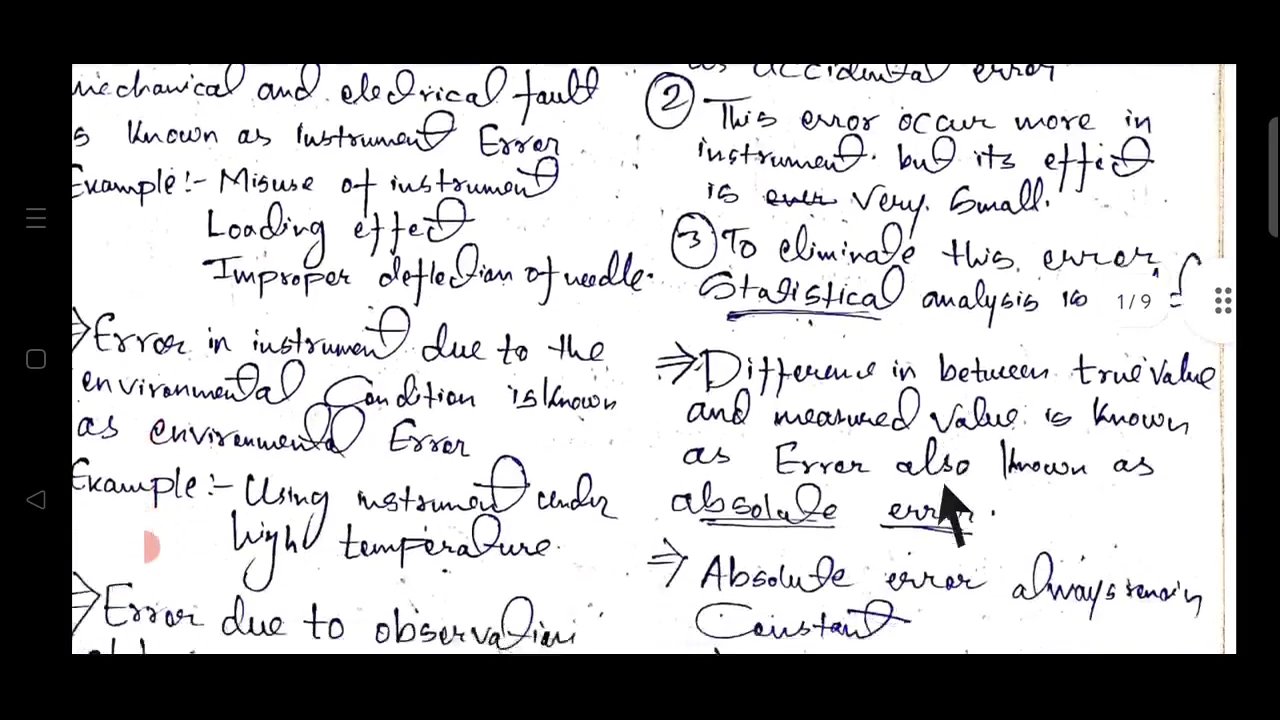 mechanical and electrical fault
s known as instrument Error
Example :- Misuse of instrument
Loading effect
Improper deflection of needle.
⇒ Error in instrument due to the
environmental Condition is known
as environmental Error
Example :- Using instrument under
high temperature.
⇒ Error due to observation
as accidental error
② This error occur more in
instrument. but its effect
is ever very small.
③ To eliminate this error
Statistical analysis is
1/9
⇒ Difference in between true value
and measured value is known
as Error also known as
absolute error.
⇒ Absolute error always remain
Constant